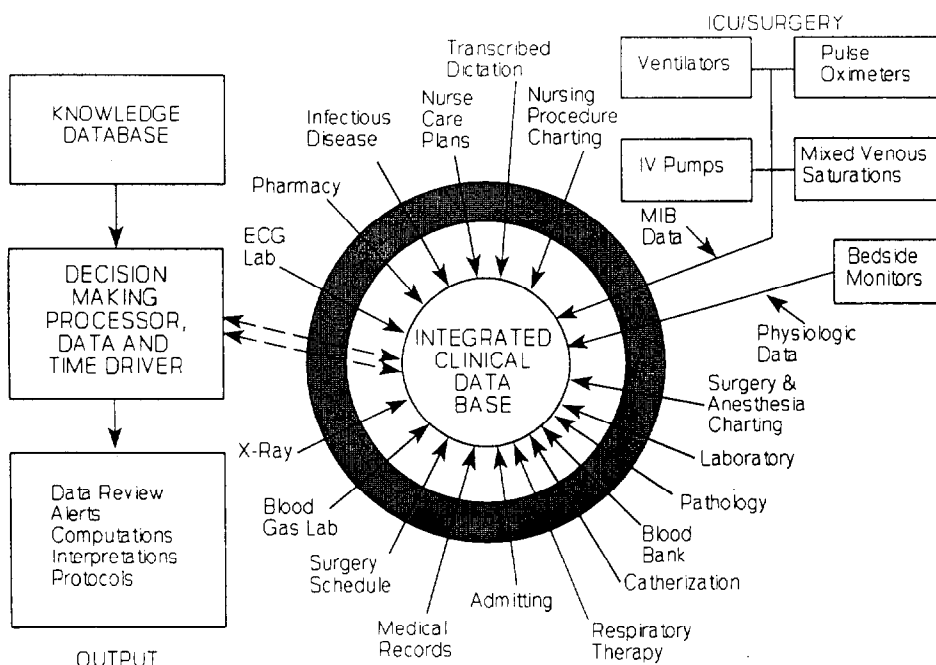 ICU/SURGERY
KNOWLEDGE
DATABASE
DECISION
MAKING
PROCESSOR,
DATA AND
TIME DRIVER
Data Review
Alerts
Computations
Interpretations
Protocols
OUTPUT
Transcribed
Dictation
Infectious
Disease
Nurse
Care
Plans
Nursing
Procedure
Charting
Pharmacy
ECG
Lab
INTEGRATED
CLINICAL
DATA
BASE
X-Ray
Blood
Gas Lab
Surgery
Schedule
Medical
Records
Admitting
Respiratory
Therapy
Catherization
Blood
Bank
Pathology
Laboratory
Surgery &
Anesthesia
Charting
Physiologic
Data
MIB
Data
Ventilators
Pulse
Oximeters
IV Pumps
Mixed Venous
Saturations
Bedside
Monitors